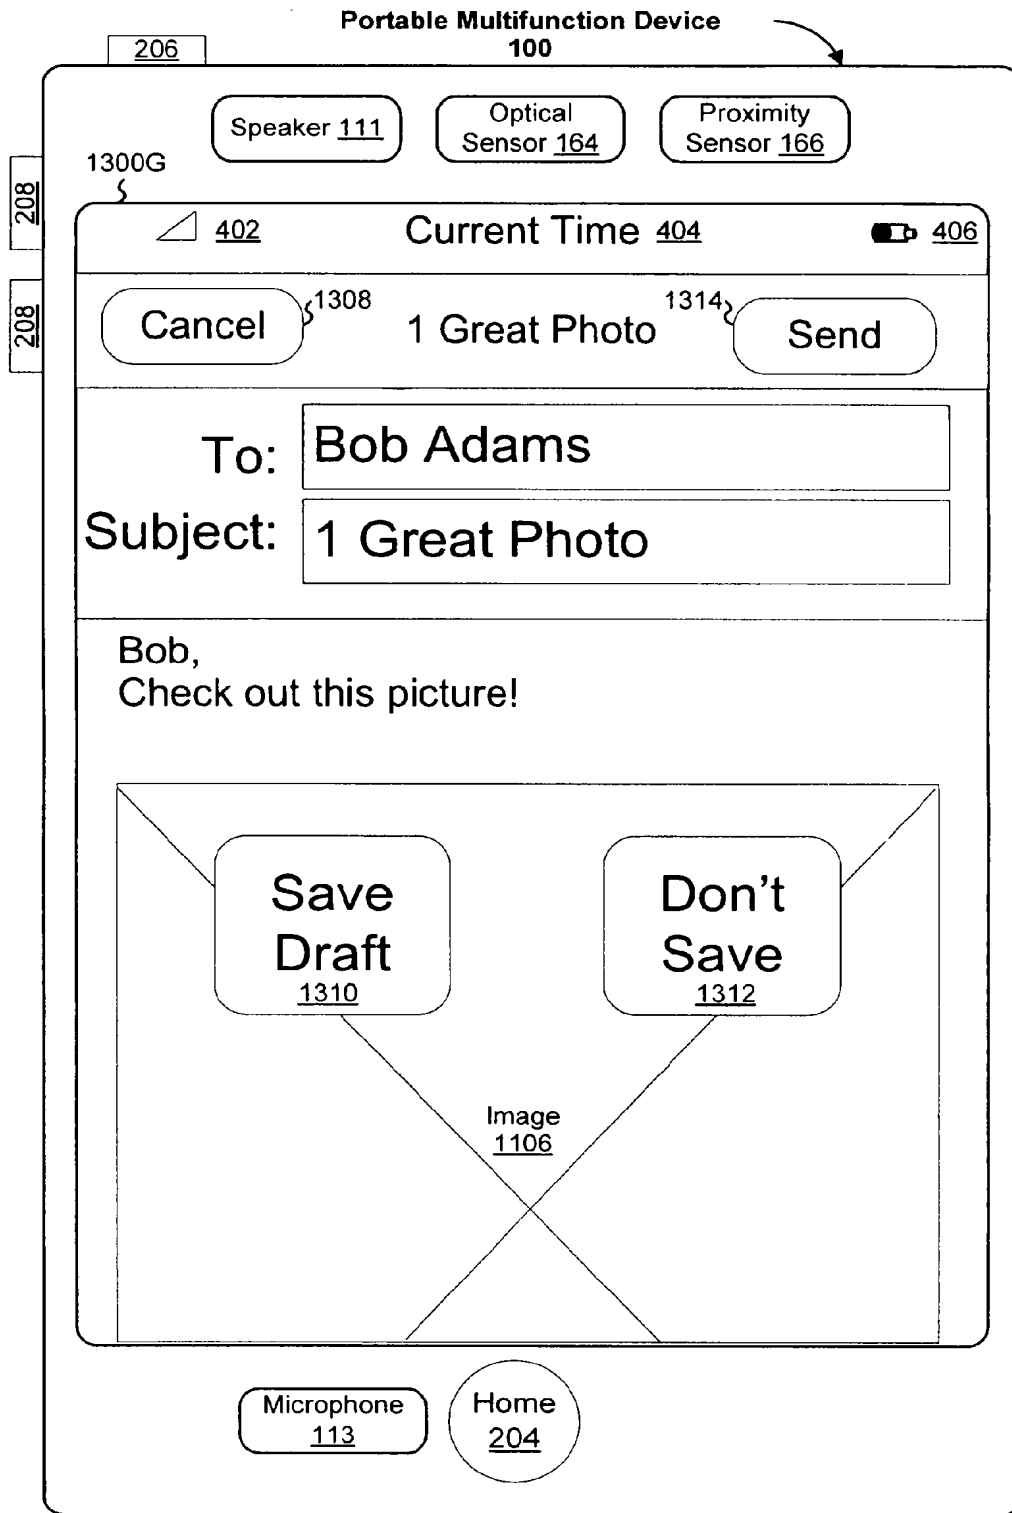 Portable Multifunction Device
100
206
Speaker 111
Optical
Sensor 164
Proximity
Sensor 166
1300G
208
208
402
Current Time 404
406
Cancel
1308
1 Great Photo
1314
Send
To:
Bob Adams
Subject:
1 Great Photo
Bob,
Check out this picture!
Save
Draft
1310
Don't
Save
1312
Image
1106
Microphone
113
Home
204